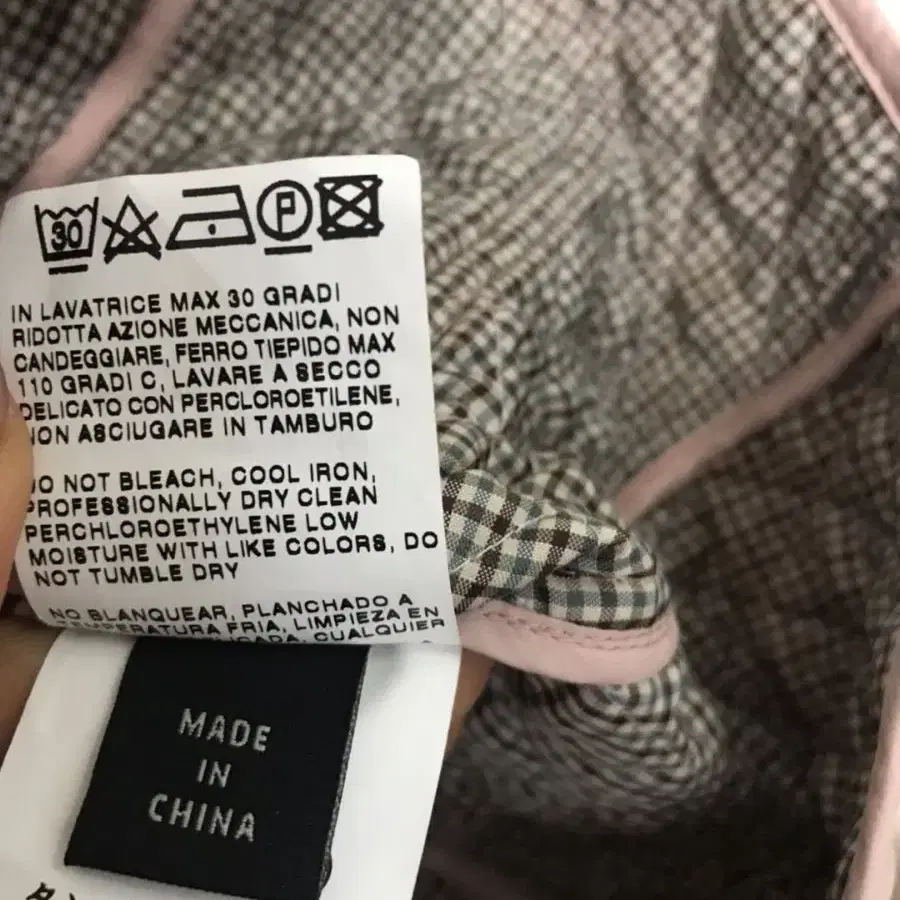 30 P
IN LAVATRICE MAX 30 GRADI
RIDOTTA AZIONE MECCANICA, NON
CANDEGGIARE, FERRO TIEPIDO MAX
110 GRADI C, LAVARE A SECCO
DELICATO CON PERCLOROETILENE,
NON ASCIUGARE IN TAMBURO
DO NOT BLEACH, COOL IRON,
PROFESSIONALLY DRY CLEAN
PERCHLOROETHYLENE LOW
MOISTURE WITH LIKE COLORS, DO
NOT TUMBLE DRY
NO BLANQUEAR, PLANCHADO A
TEMPERATURA FRIA, LIMPIEZA EN
CUALQUIER
MADE
IN
CHINA